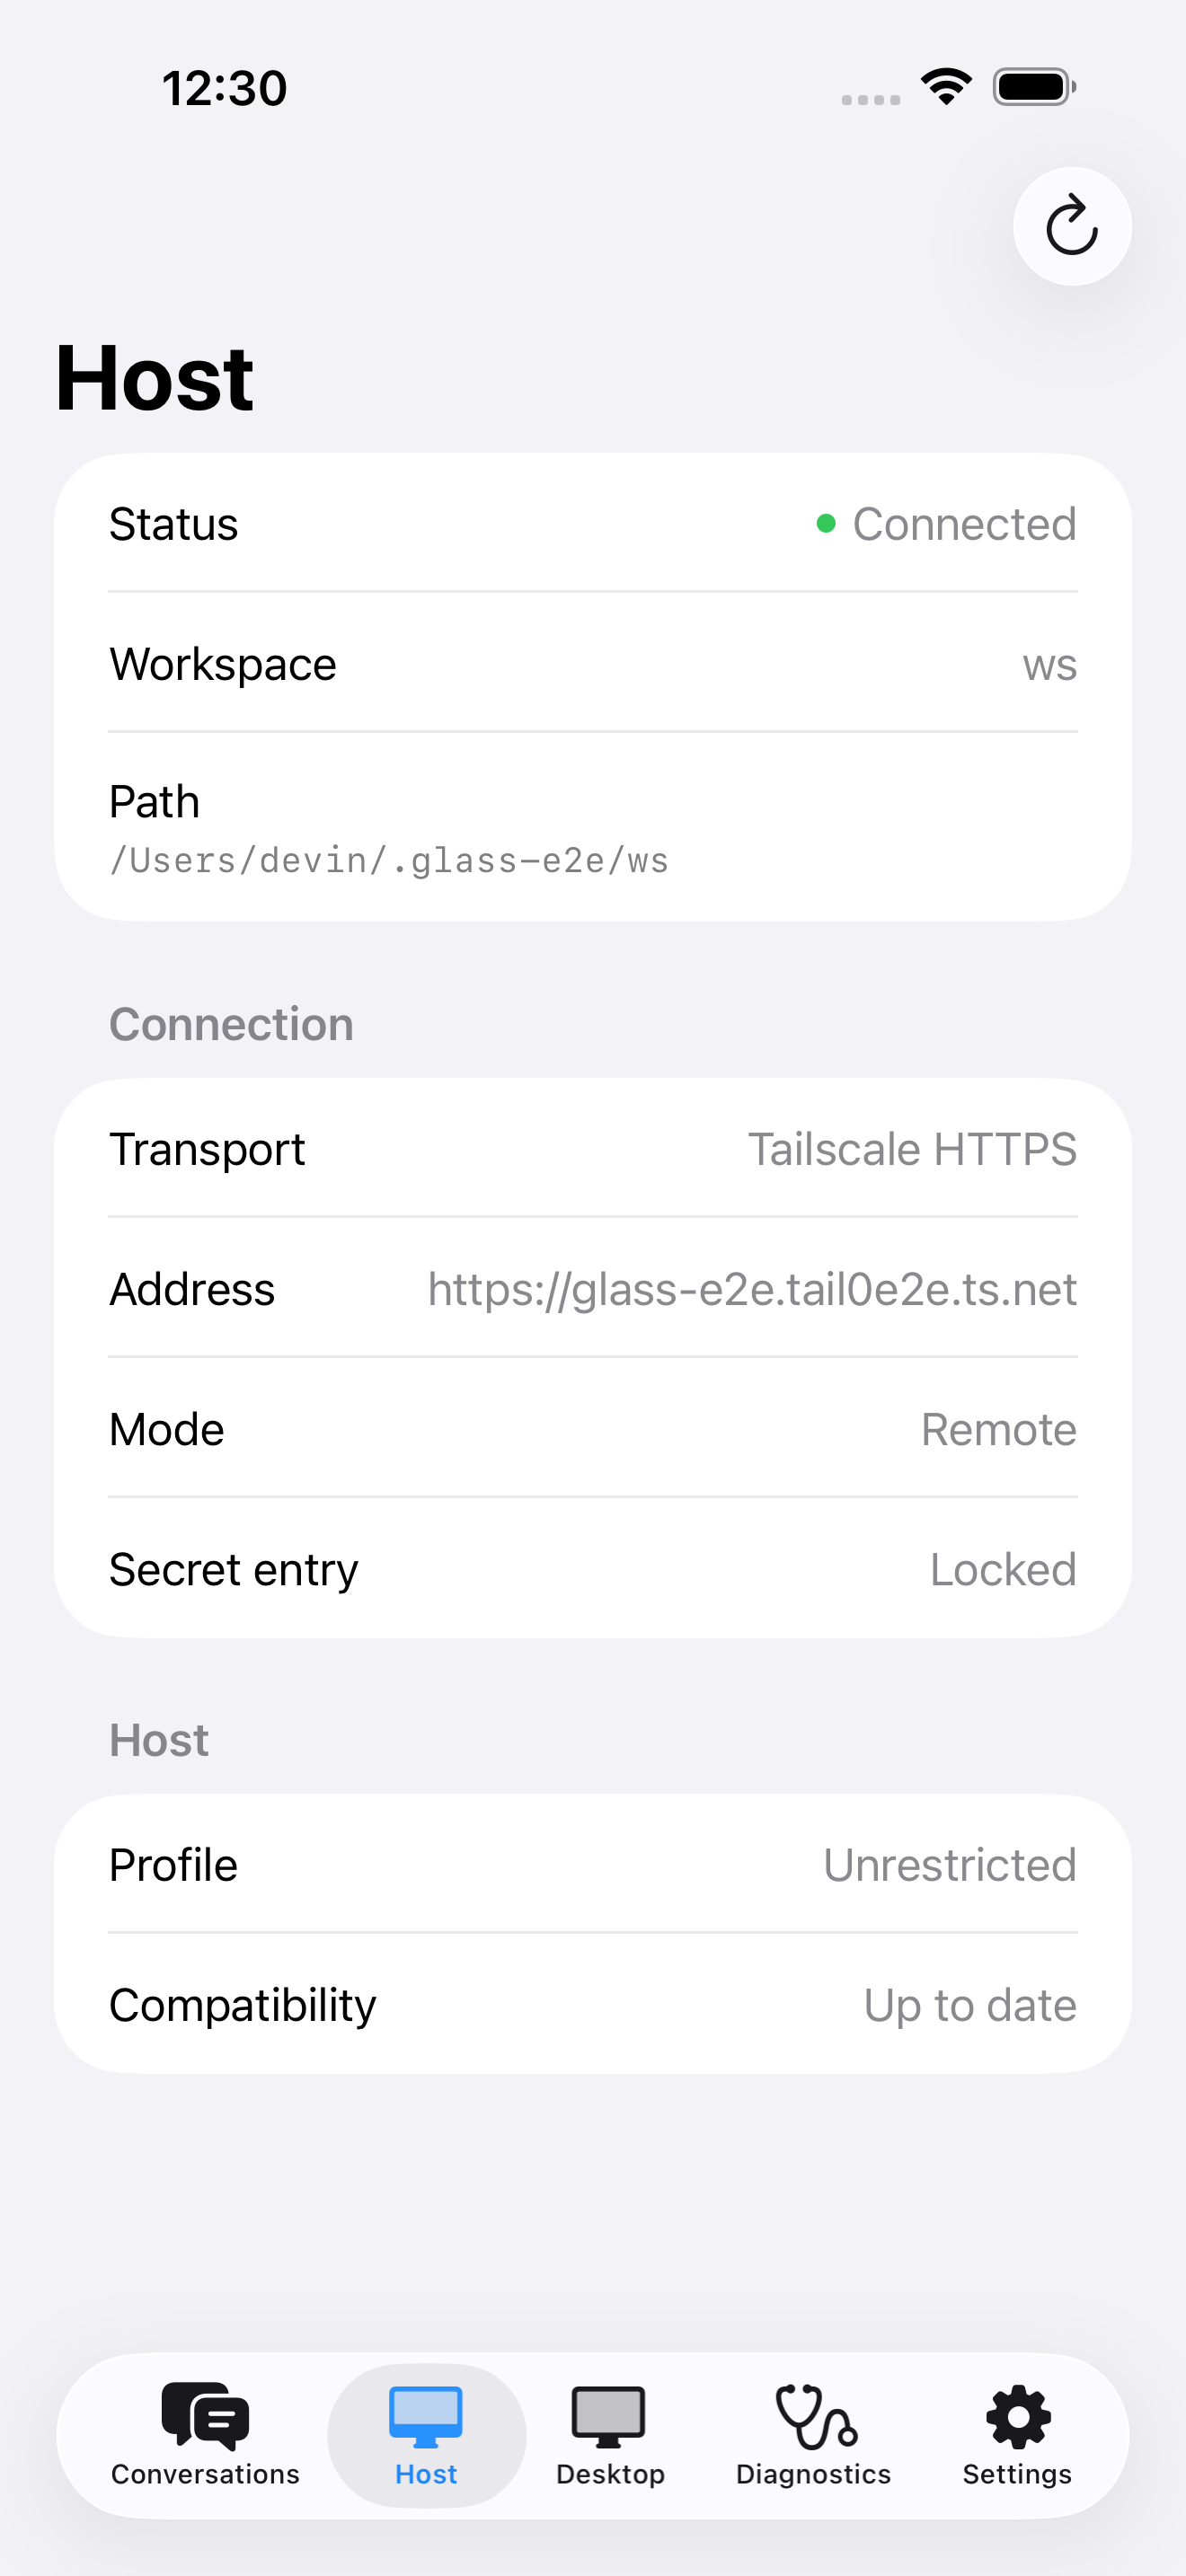 12:30
Host
Status Connected
Workspace ws
Path
/Users/devin/.glass-e2e/ws
Connection
Transport Tailscale HTTPS
Address https://glass-e2e.tail0e2e.ts.net
Mode Remote
Secret entry Locked
Host
Profile Unrestricted
Compatibility Up to date
Conversations Host Desktop Diagnostics Settings